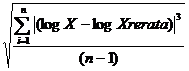 √( ∑_{i=1}^{n} |(log X − log Xrerata)|³ / (n−1) )